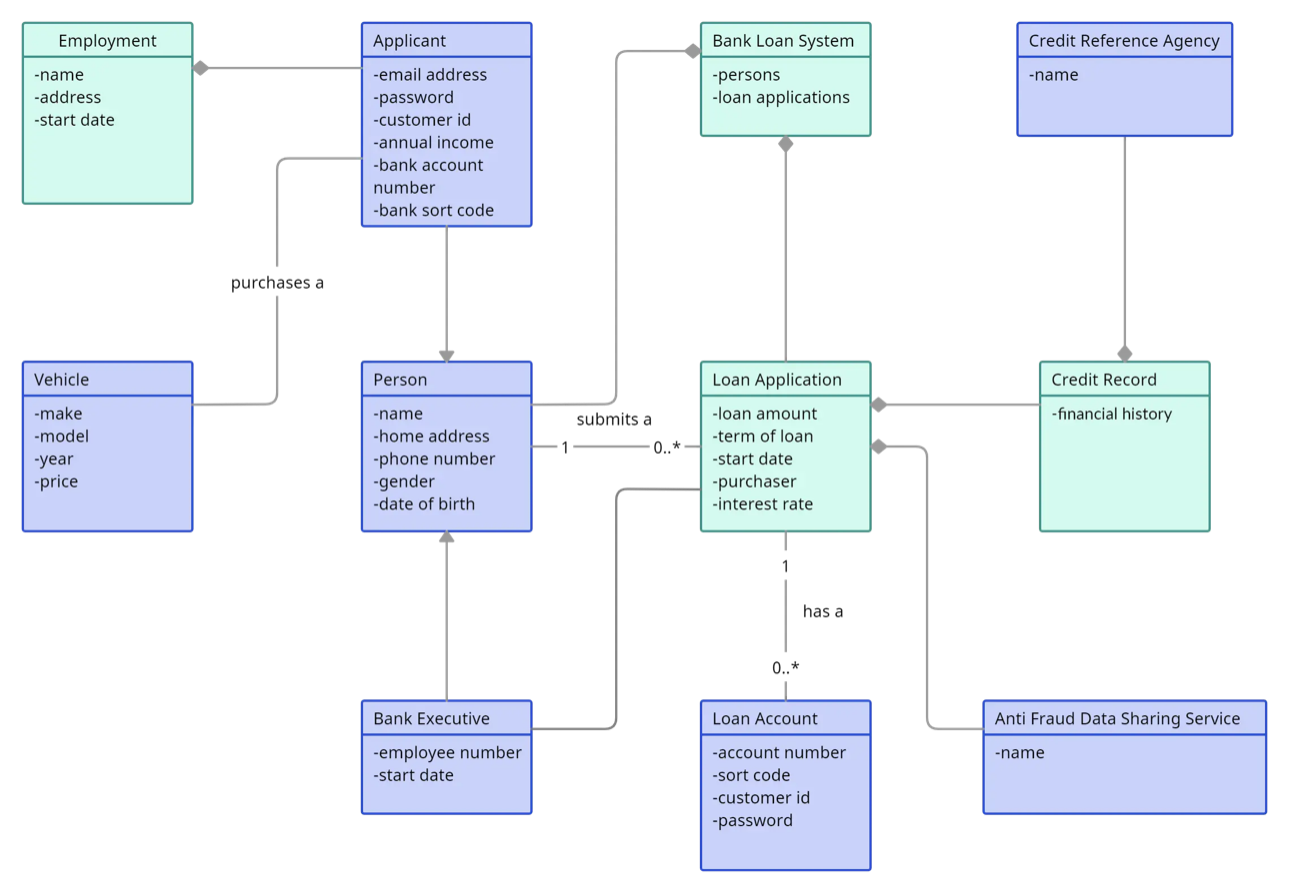 Employment
-name
-address
-start date
Applicant
-email address
-password
-customer id
-annual income
-bank account
number
-bank sort code
Bank Loan System
-persons
-loan applications
Credit Reference Agency
-name
purchases a
Vehicle
-make
-model
-year
-price
Person
-name
-home address
-phone number
-gender
-date of birth
submits a
1
0..*
Loan Application
-loan amount
-term of loan
-start date
-purchaser
-interest rate
Credit Record
-financial history
1
has a
0..*
Bank Executive
-employee number
-start date
Loan Account
-account number
-sort code
-customer id
-password
Anti Fraud Data Sharing Service
-name